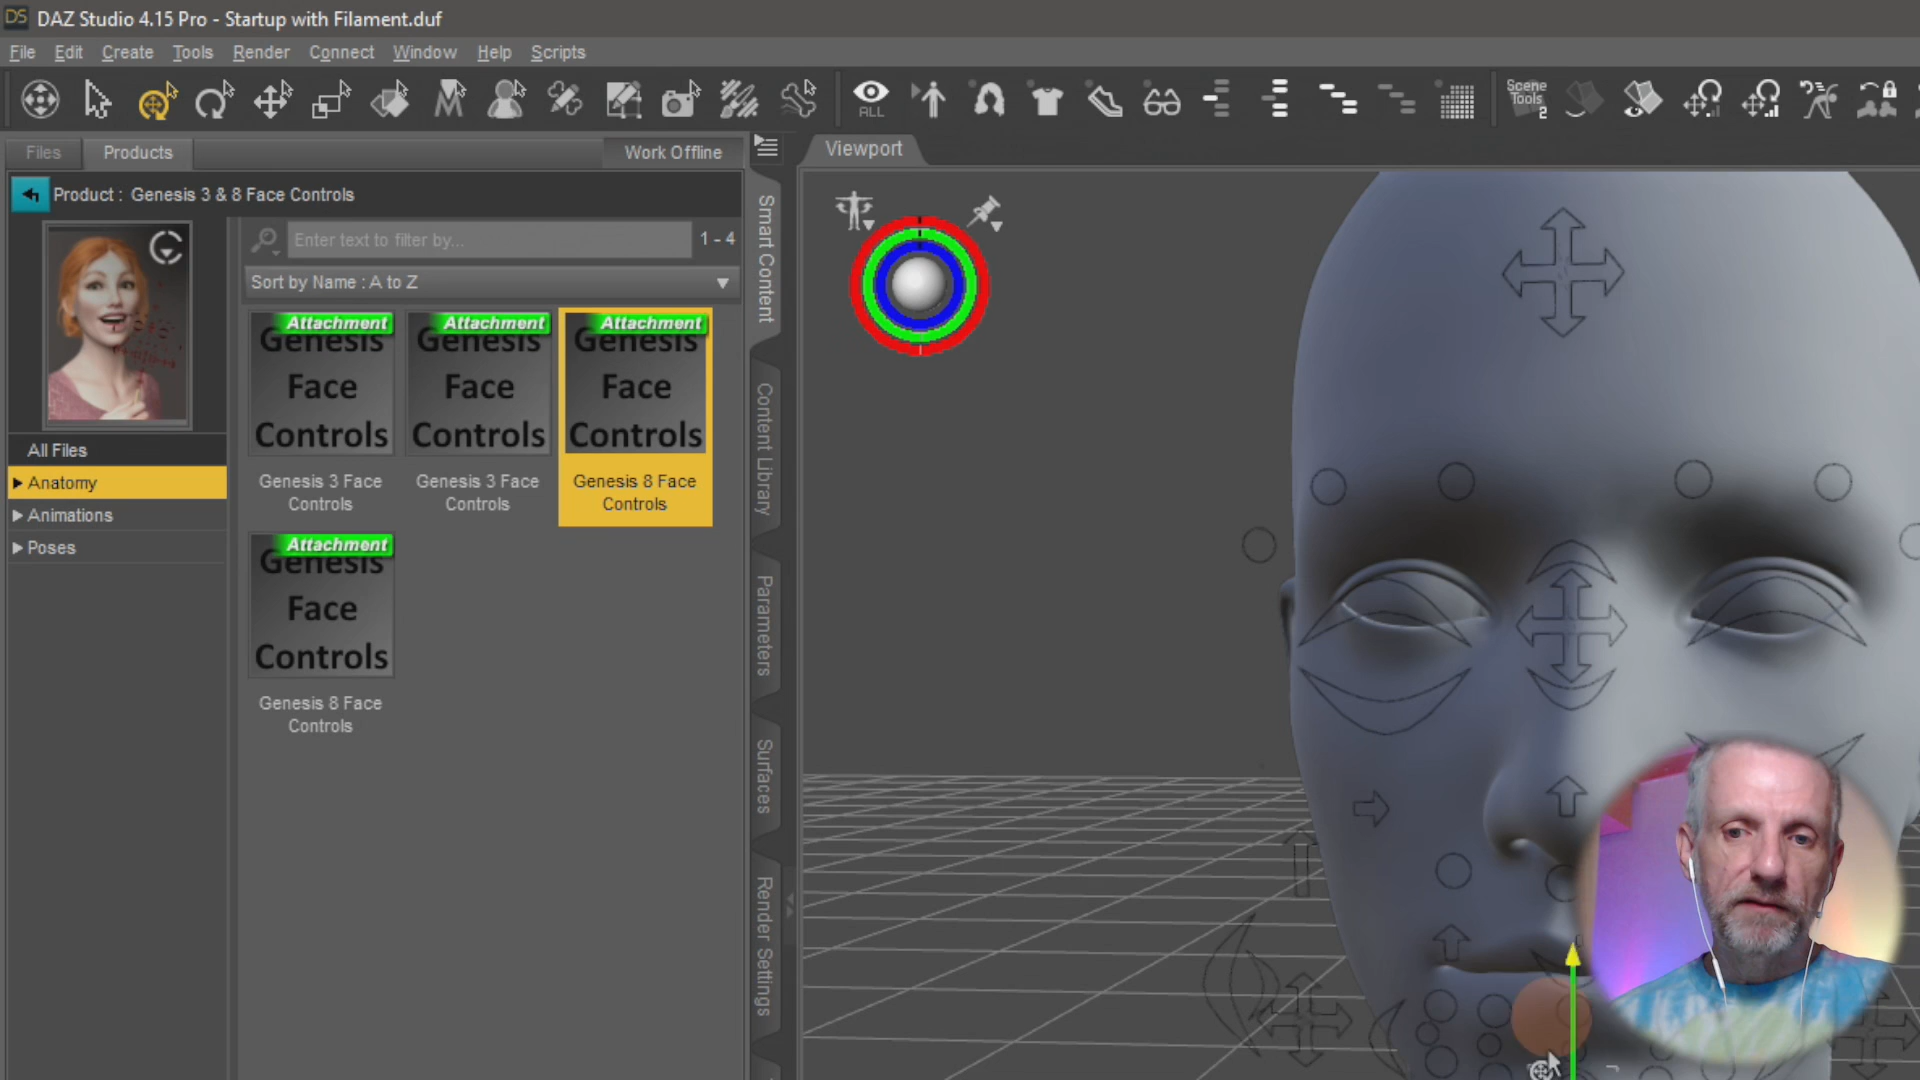 DS DAZ Studio 4.15 Pro - Startup with Filament.duf
File Edit Create Tools Render Connect Window Help Scripts
ALL
Scene
Tools
2
Files Products Work Offline
Viewport
Product : Genesis 3 & 8 Face Controls
Enter text to filter by... 1 - 4
Sort by Name : A to Z
Attachment
Genesis
Face
Controls
Genesis 3 Face
Controls
Attachment
Genesis
Face
Controls
Genesis 3 Face
Controls
Attachment
Genesis
Face
Controls
Genesis 8 Face
Controls
Attachment
Genesis
Face
Controls
Genesis 8 Face
Controls
All Files
Anatomy
Animations
Poses
Smart Content
Content Library
Parameters
Surfaces
Render Settings